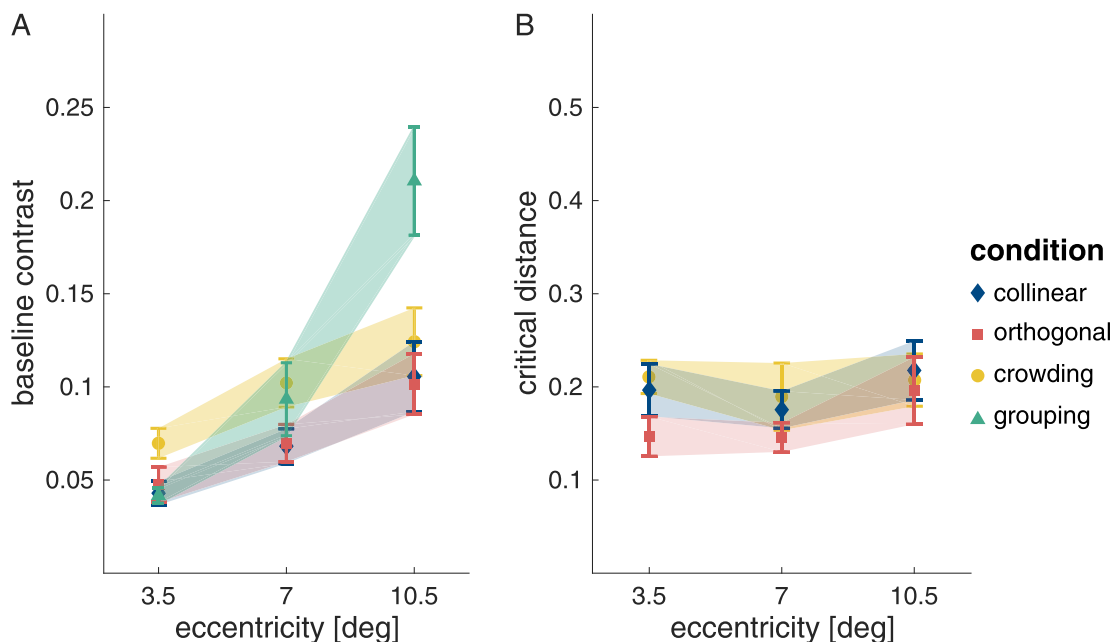 A
baseline contrast
0.25
0.2
0.15
0.1
0.05
3.5
7
10.5
eccentricity [deg]
B
critical distance
0.5
0.4
0.3
0.2
0.1
3.5
7
10.5
eccentricity [deg]
condition
collinear
orthogonal
crowding
grouping